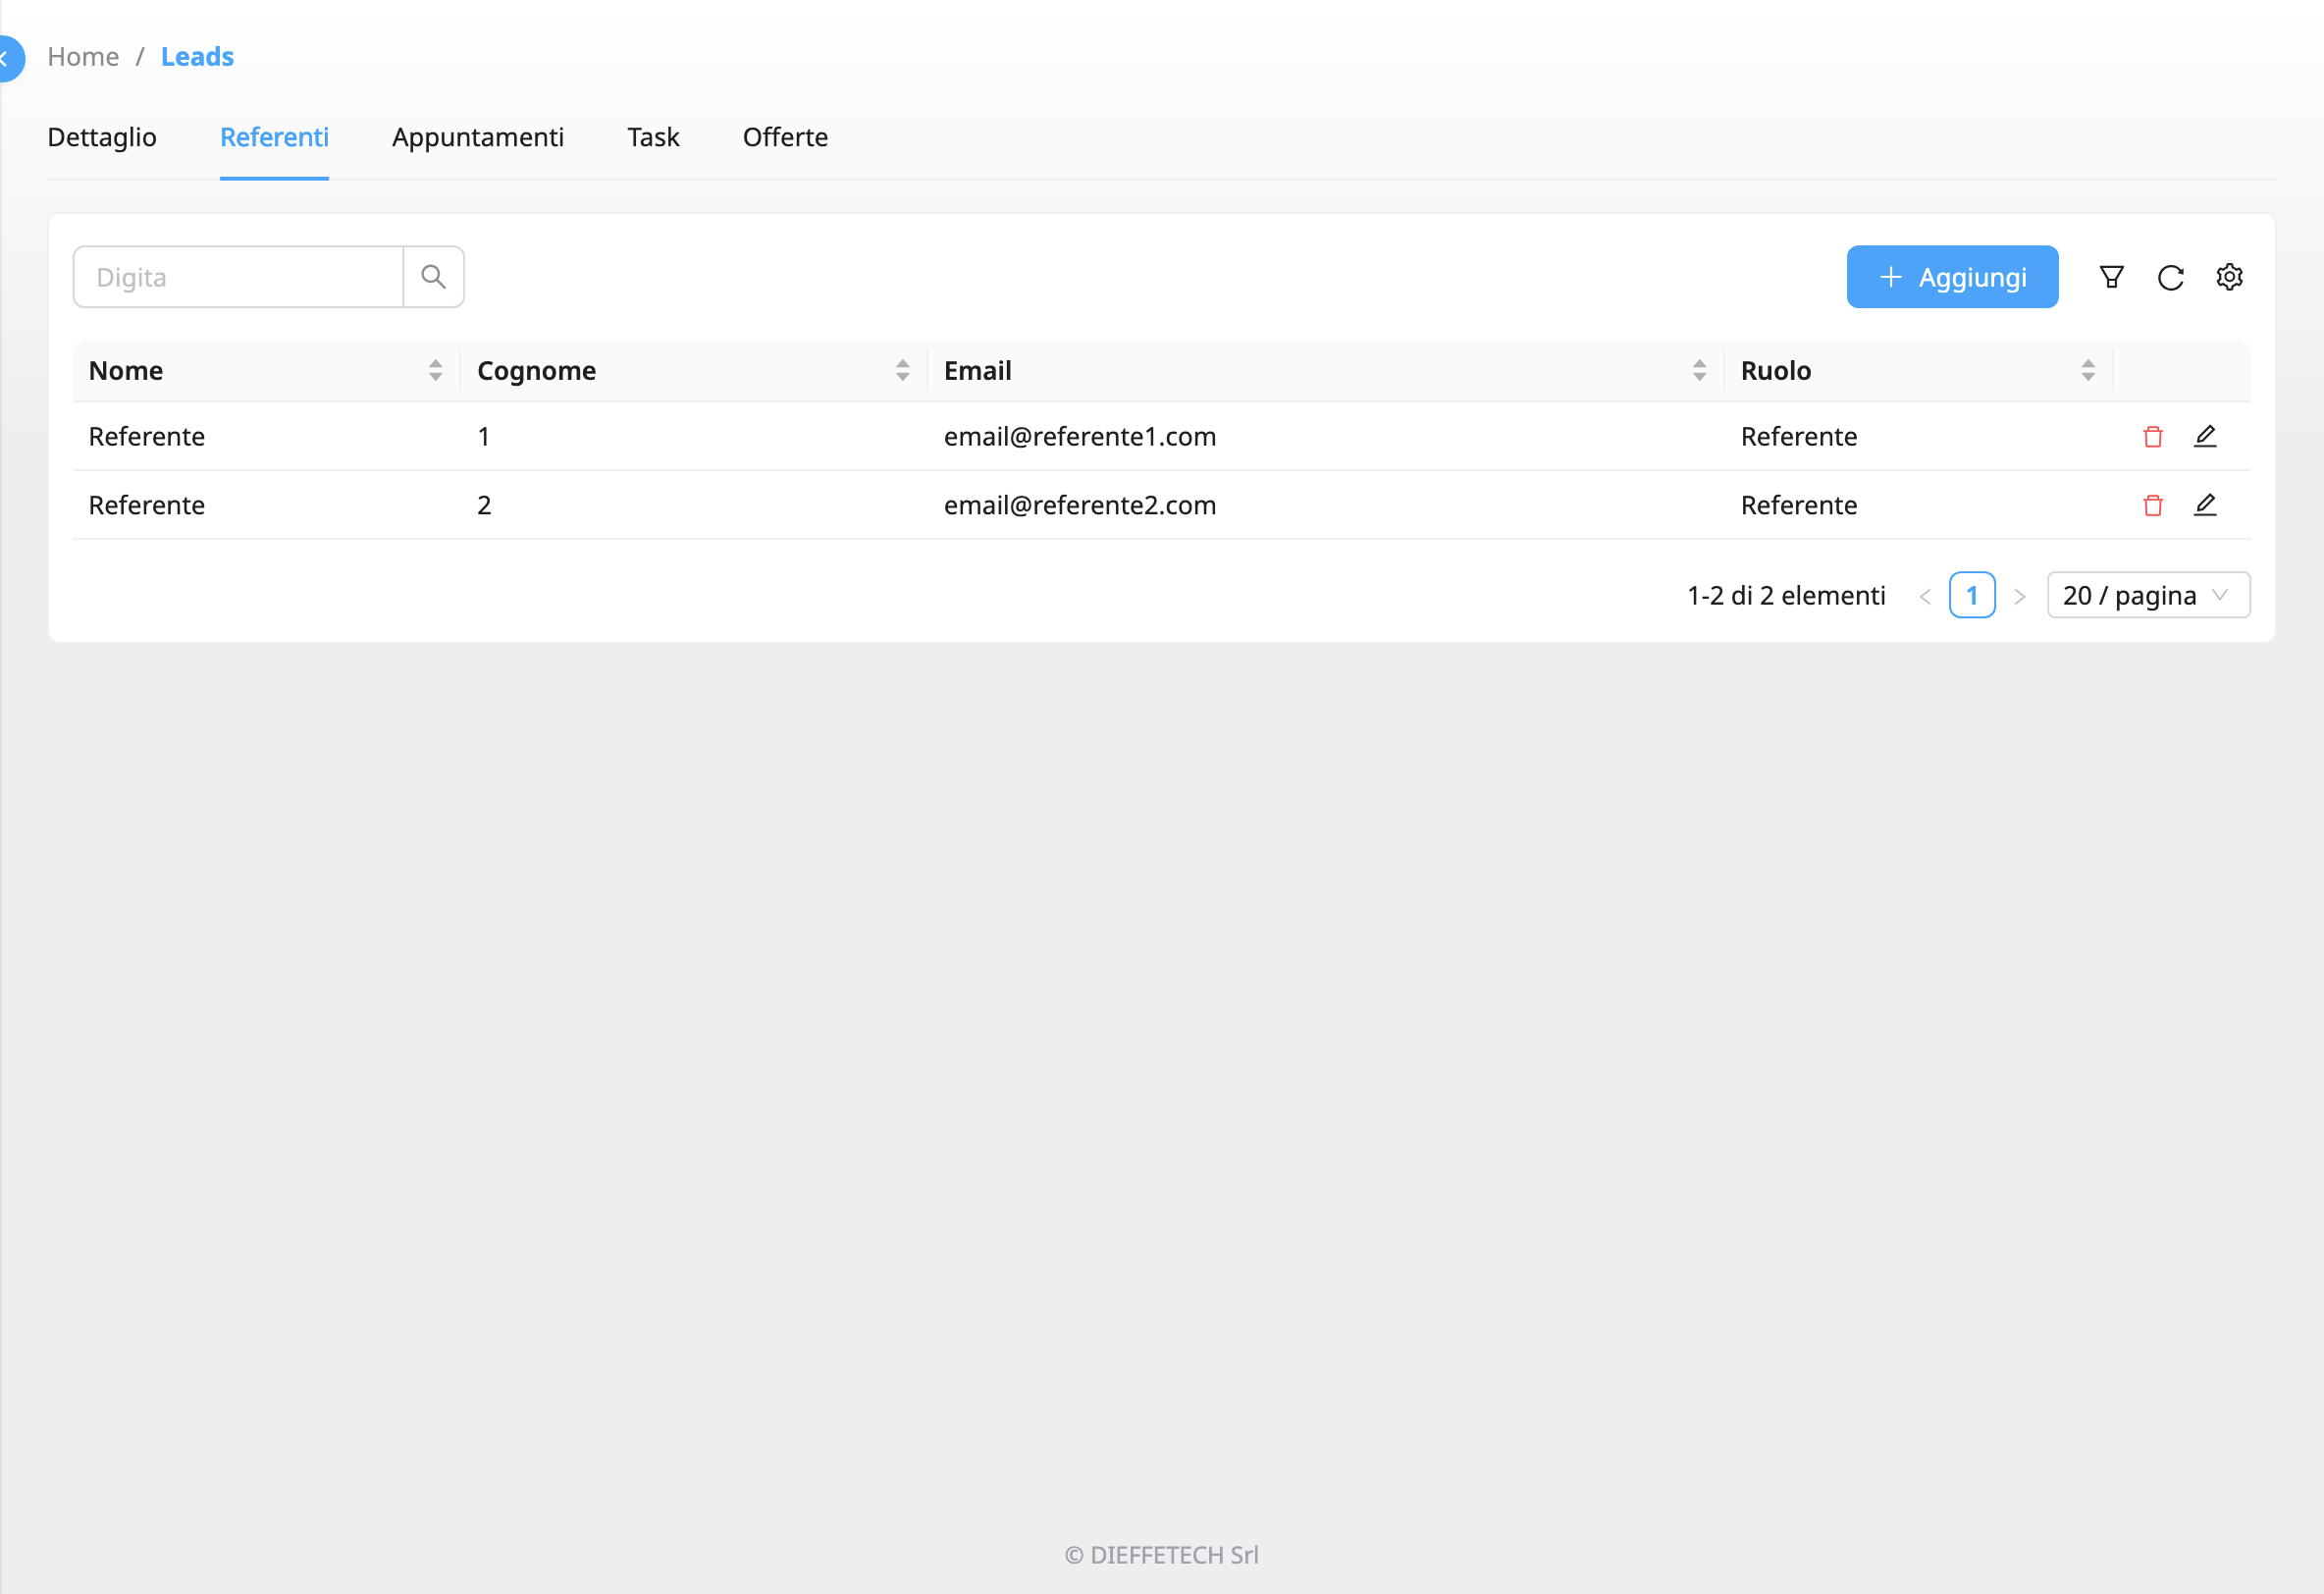 Home / Leads
Dettaglio Referenti Appuntamenti Task Offerte
Digita
Aggiungi
Nome Cognome Email Ruolo
Referente 1 email@referente1.com Referente
Referente 2 email@referente2.com Referente
1-2 di 2 elementi 1 20 / pagina
© DIEFFETECH Srl